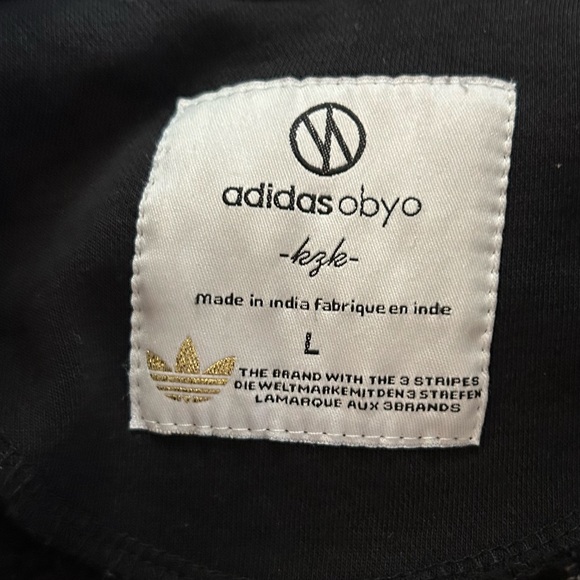 adidas obyo
-kzk-
made in india fabrique en inde
L
THE BRAND WITH THE 3 STRIPES
DIE WELTMARKE MIT DEN 3 STREFEN
LAMARQUE AUX 3BRANDS